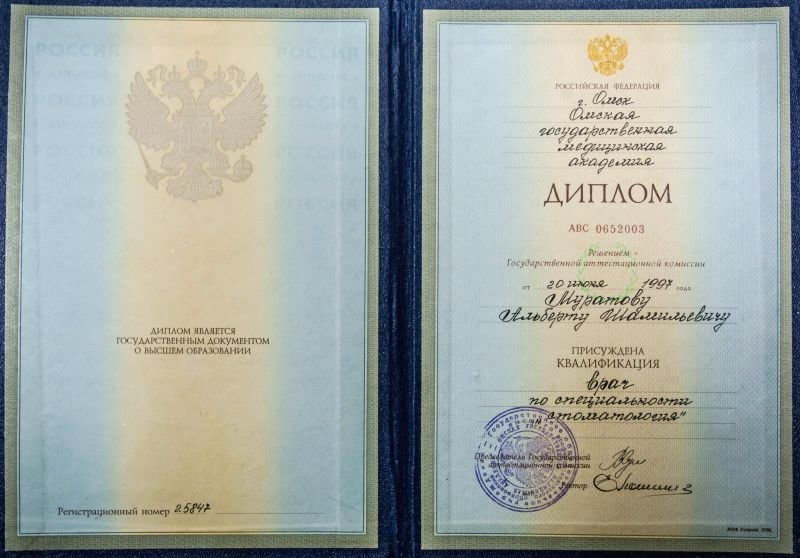 РОССИЯ
РОССИЯ
ДИПЛОМ
ДИПЛОМ
РОССИЯ
РОССИЯ
ДИПЛОМ ЯВЛЯЕТСЯ
ГОСУДАРСТВЕННЫМ ДОКУМЕНТОМ
О ВЫСШЕМ ОБРАЗОВАНИИ
Регистрационный номер 25847
РОССИЙСКАЯ ФЕДЕРАЦИЯ
г. Омск
Омская
государственная
медицинская
академия
ДИПЛОМ
АВС 0652003
Решением
Государственной аттестационной комиссии
от 20 июня 1997 года
Муратову
Альберту Шамильевичу
ПРИСУЖДЕНА
КВАЛИФИКАЦИЯ
врач
по специальности
"стоматология"
Председатель Государственной
аттестационной комиссии
Ректор